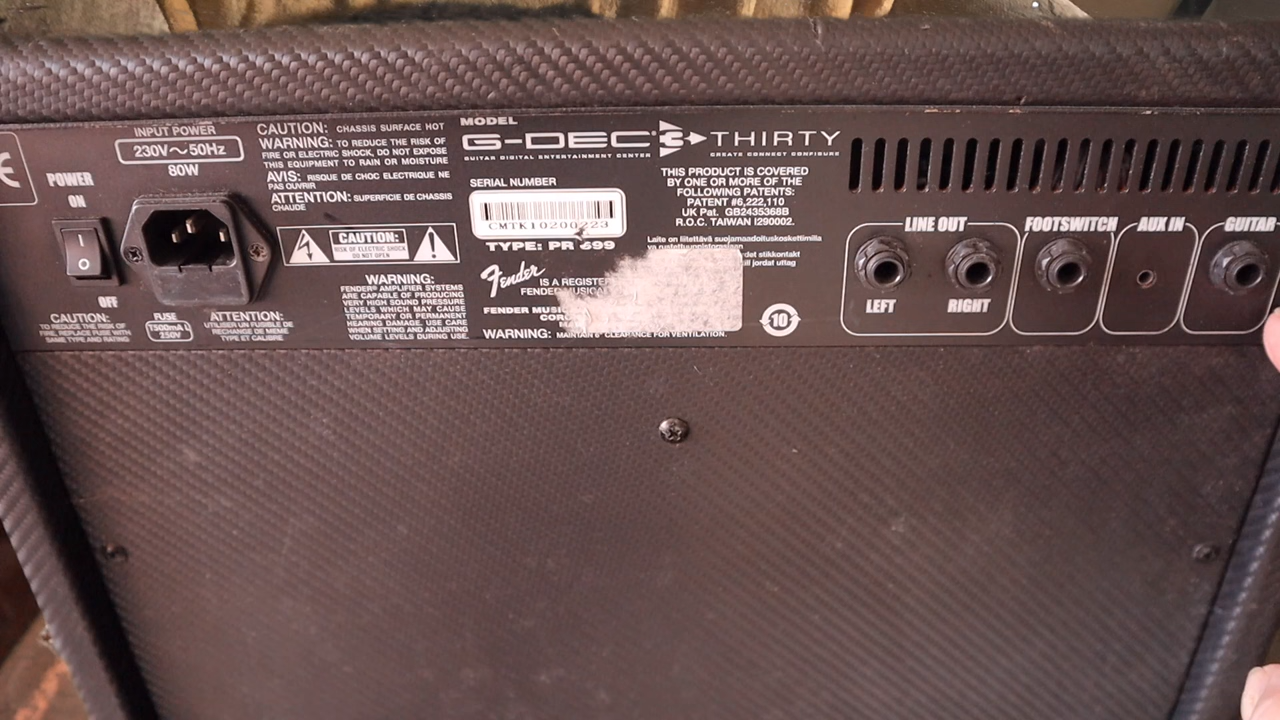 CE
POWER
ON
OFF
INPUT POWER
230V～50Hz
80W
CAUTION:
TO REDUCE THE RISK OF
FIRE, REPLACE FUSE WITH
SAME TYPE AND RATING
FUSE
T500mA L
250V
ATTENTION:
UTILISER UN FUSIBLE DE
RECHANGE DE MEME
TYPE ET CALIBRE
CAUTION: CHASSIS SURFACE HOT
WARNING: TO REDUCE THE RISK OF
FIRE OR ELECTRIC SHOCK, DO NOT EXPOSE
THIS EQUIPMENT TO RAIN OR MOISTURE
AVIS: RISQUE DE CHOC ELECTRIQUE NE
PAS OUVRIR
ATTENTION: SUPERFICIE DE CHASSIS
CHAUDE
CAUTION:
RISK OF ELECTRIC SHOCK
DO NOT OPEN
WARNING:
FENDER® AMPLIFIER SYSTEMS
ARE CAPABLE OF PRODUCING
VERY HIGH SOUND PRESSURE
LEVELS WHICH MAY CAUSE
TEMPORARY OR PERMANENT
HEARING DAMAGE. USE CARE
WHEN SETTING AND ADJUSTING
VOLUME LEVELS DURING USE.
MODEL
G-DEC® 3 THIRTY
GUITAR DIGITAL ENTERTAINMENT CENTER
CREATE CONNECT CONFIGURE
SERIAL NUMBER
CMTK10200223
TYPE: PR 699
Fender
IS A REGISTE
FENDER MUSICA
FENDER MUSI
CORO
WARNING: MAINTAIN 6" CLEARANCE FOR VENTILATION.
THIS PRODUCT IS COVERED
BY ONE OR MORE OF THE
FOLLOWING PATENTS:
PATENT #6,222,110
UK Pat. GB2435368B
R.O.C. TAIWAN I290002.
Laite on liitettävä suojamaadoituskoskettimilla
rdet stikkontakt
till jordat uttag
10
LINE OUT
LEFT
RIGHT
FOOTSWITCH
AUX IN
GUITAR